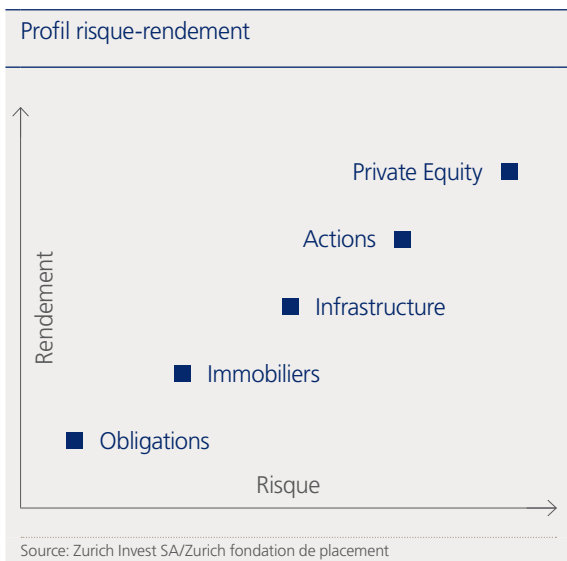 Profil risque-rendement
Private Equity
Actions
Infrastructure
Rendement
Immobiliers
Obligations
Risque
Source: Zurich Invest SA/Zurich fondation de placement